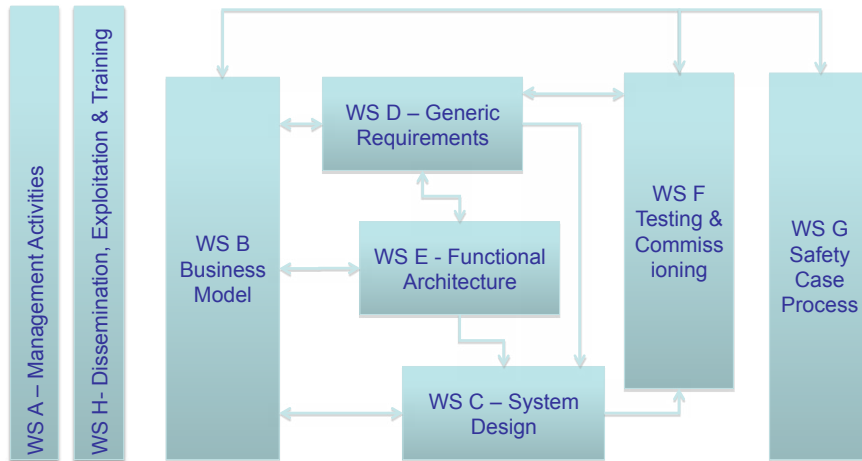 WS A – Management Activities
WS H- Dissemination, Exploitation & Training
WS B
Business
Model
WS D – Generic
Requirements
WS E - Functional
Architecture
WS C – System
Design
WS F
Testing &
Commiss
ioning
WS G
Safety
Case
Process